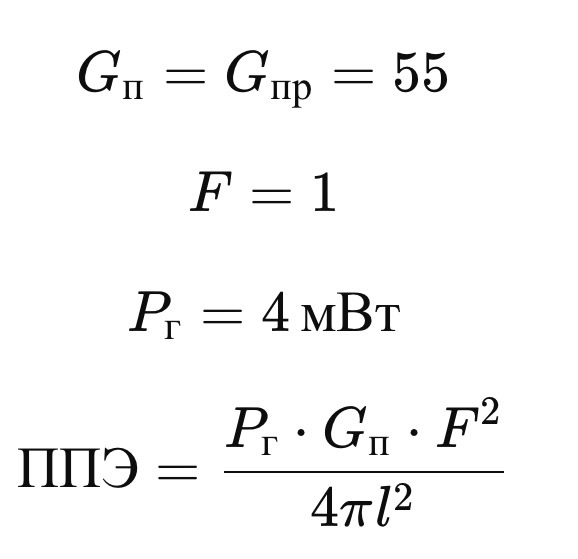 Gп = Gпр = 55
F = 1
Pг = 4 мВт
ППЭ = Pг · Gп · F² / 4πl²